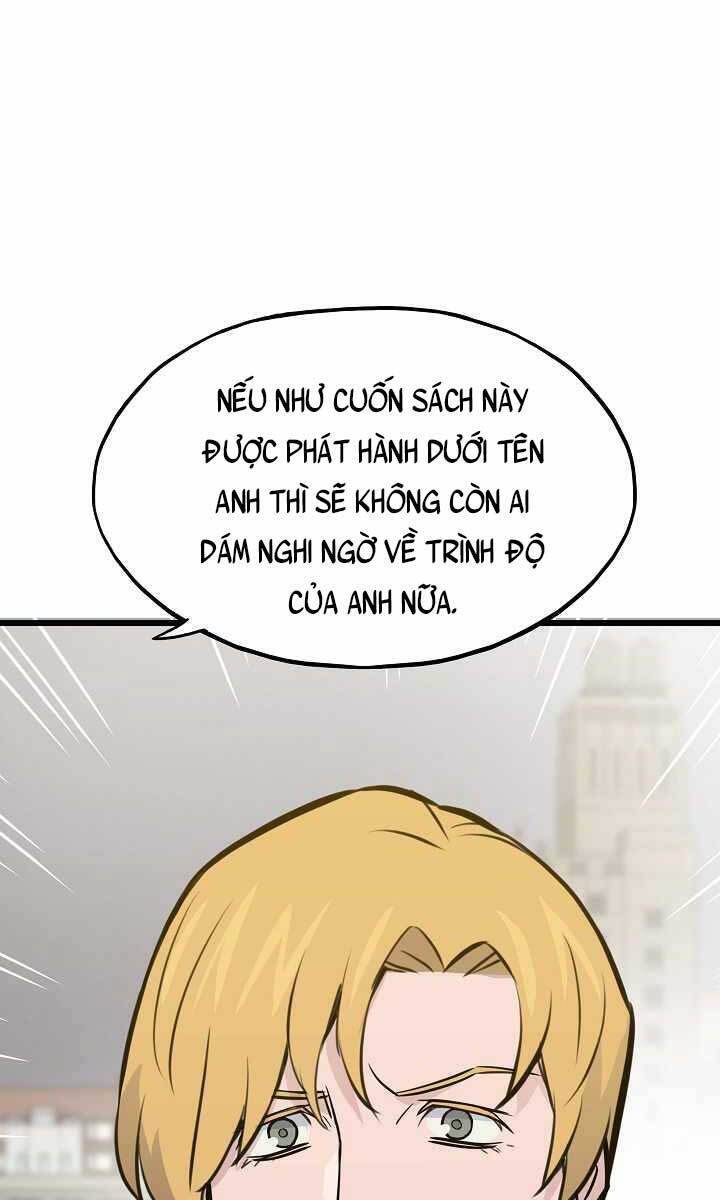 NẾU NHƯ CUỐN SÁCH NÀY
ĐƯỢC PHÁT HÀNH DƯỚI TÊN
ANH THÌ SẼ KHÔNG CÒN AI
DÁM NGHI NGỜ VỀ TRÌNH ĐỘ
CỦA ANH NỮA.